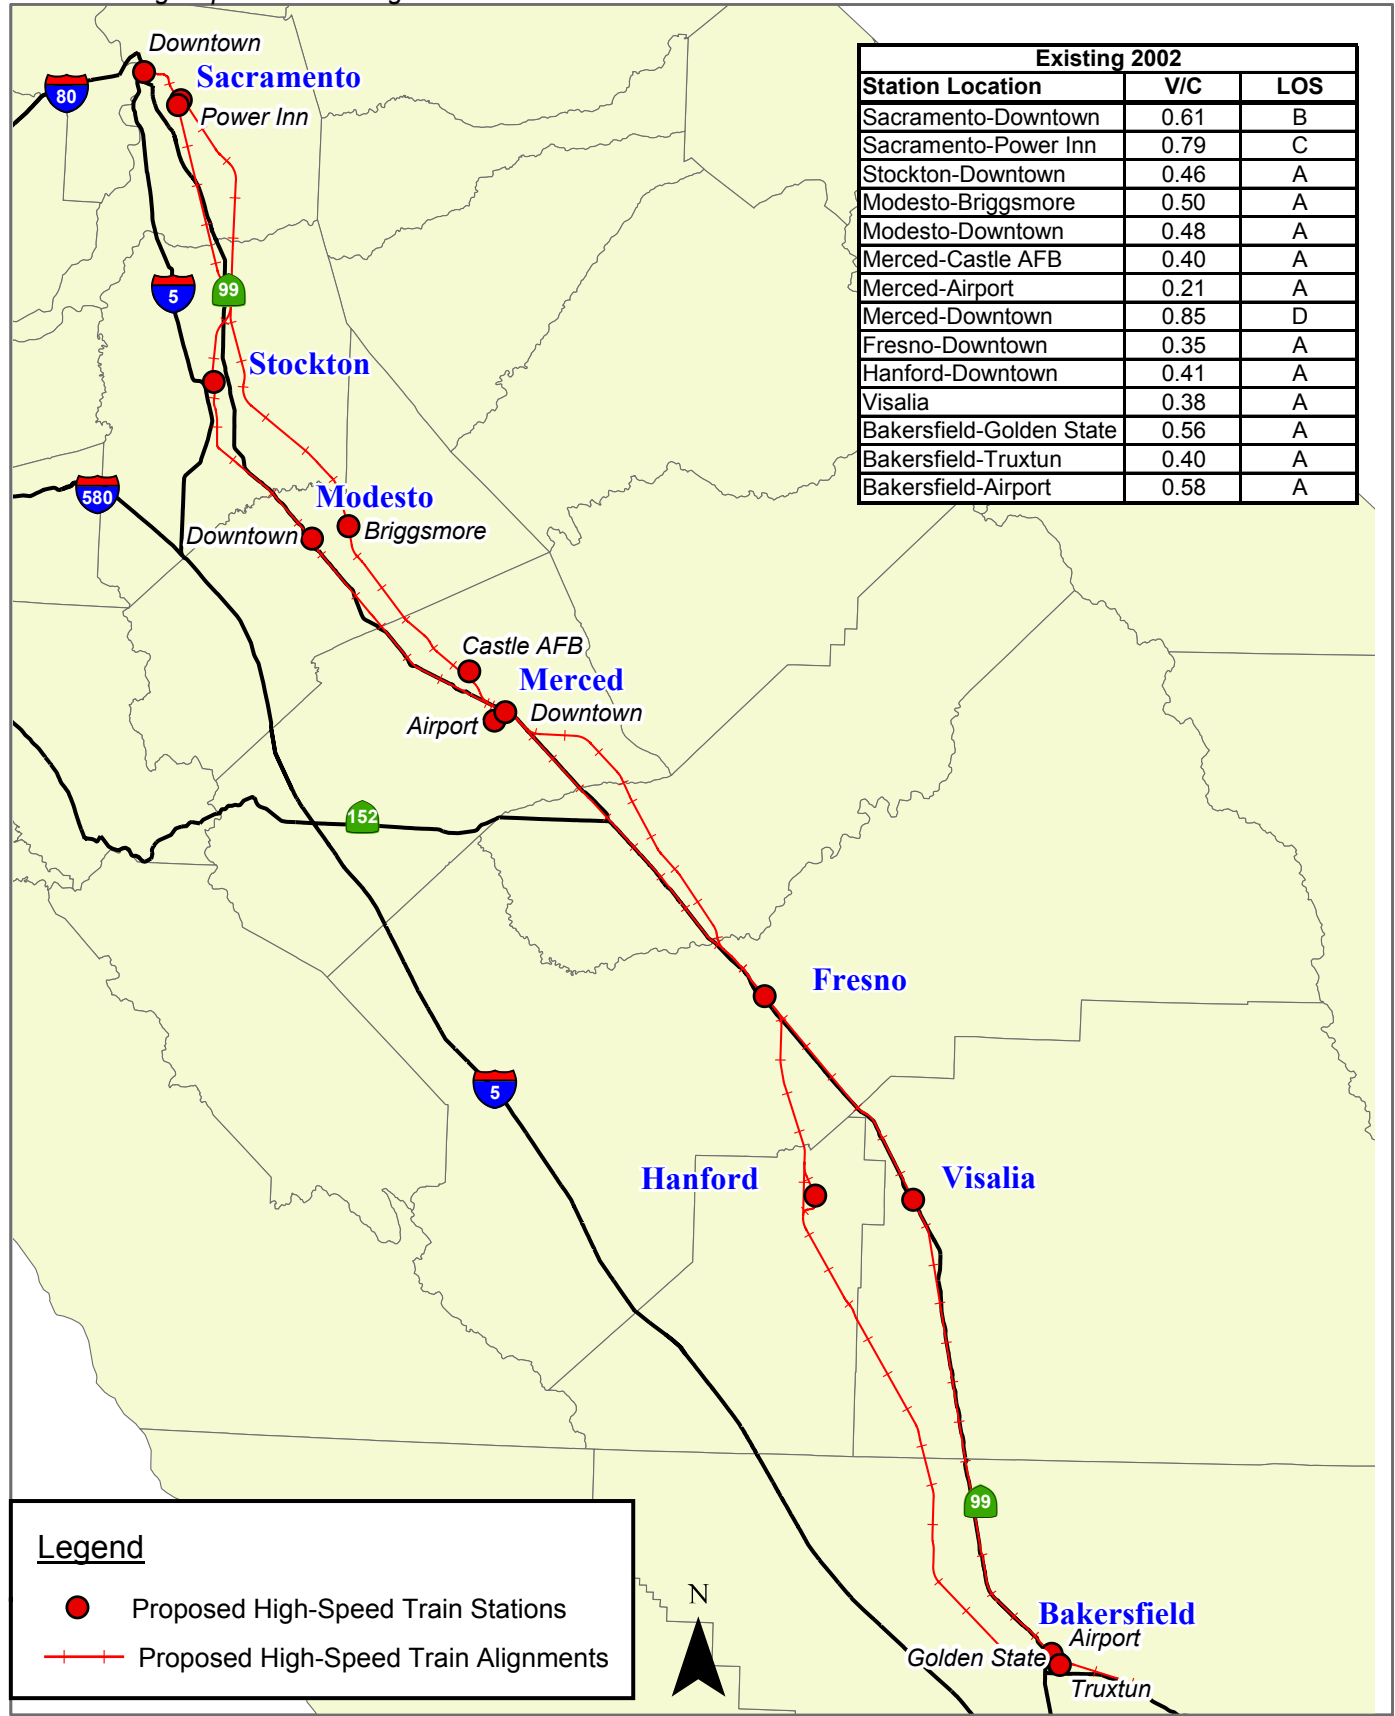 Downtown
Sacramento
80
Power Inn
5
99
Stockton
580
Modesto
Downtown
Briggsmore
Castle AFB
Merced
Airport
Downtown
152
Fresno
5
Hanford
Visalia
99
Bakersfield
Airport
Golden State
Truxtun
N
Existing 2002
Station Location V/C LOS
Sacramento-Downtown 0.61 B
Sacramento-Power Inn 0.79 C
Stockton-Downtown 0.46 A
Modesto-Briggsmore 0.50 A
Modesto-Downtown 0.48 A
Merced-Castle AFB 0.40 A
Merced-Airport 0.21 A
Merced-Downtown 0.85 D
Fresno-Downtown 0.35 A
Hanford-Downtown 0.41 A
Visalia 0.38 A
Bakersfield-Golden State 0.56 A
Bakersfield-Truxtun 0.40 A
Bakersfield-Airport 0.58 A
Legend
Proposed High-Speed Train Stations
Proposed High-Speed Train Alignments